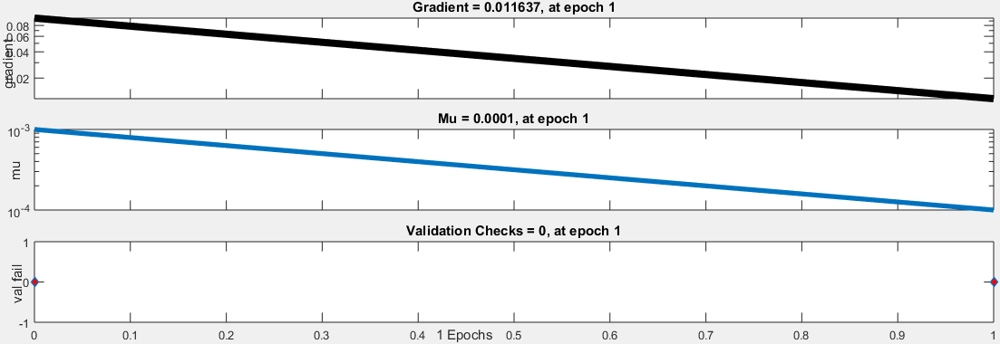 Gradient = 0.011637, at epoch 1
gradient
0.08
0.06
0.04
0.02
Mu = 0.0001, at epoch 1
mu
10-3
10-4
Validation Checks = 0, at epoch 1
val fail
1
0
-1
0 0.1 0.2 0.3 0.4 0.5 0.6 0.7 0.8 0.9 1
1 Epochs